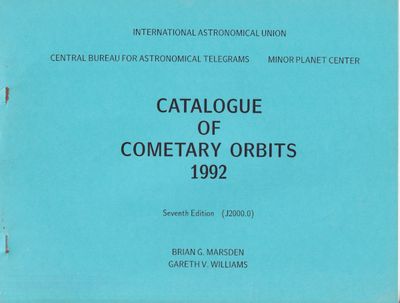 INTERNATIONAL ASTRONOMICAL UNION
CENTRAL BUREAU FOR ASTRONOMICAL TELEGRAMS MINOR PLANET CENTER
CATALOGUE
OF
COMETARY ORBITS
1992
Seventh Edition (J2000.0)
BRIAN G. MARSDEN
GARETH V. WILLIAMS